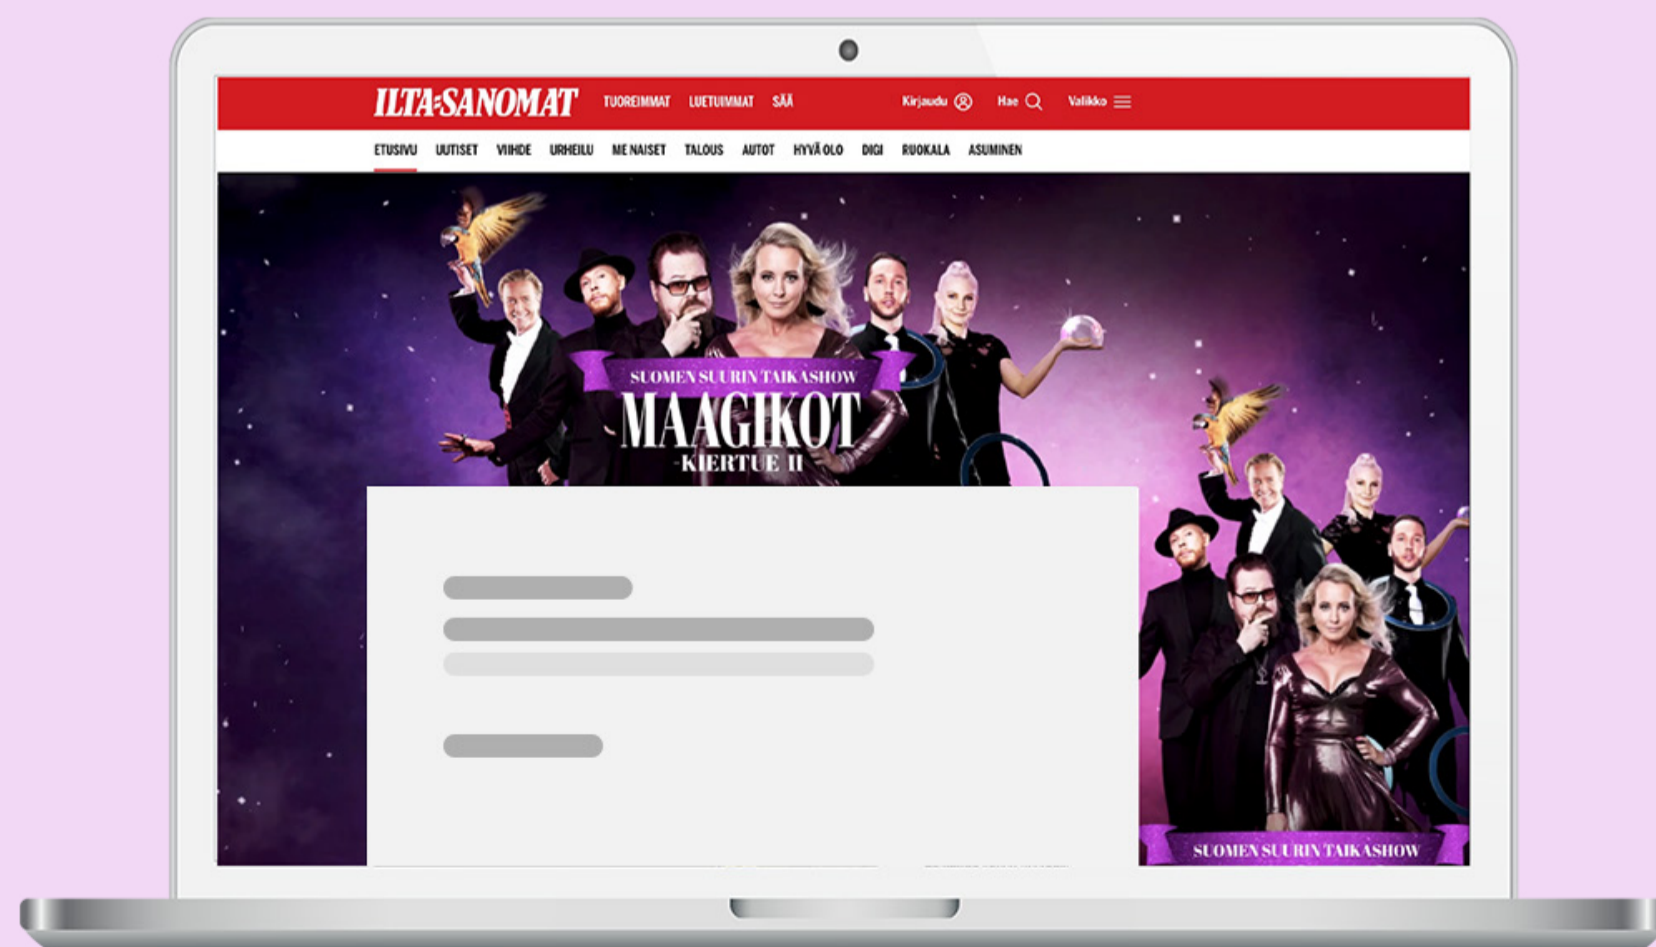 ILTA-SANOMAT TUOREIMMAT LUETUIMMAT SÄÄ Kirjaudu Hae Valikko
ETUSIVU UUTISET VIIHDE URHEILU ME NAISET TALOUS AUTOT HYVÄ OLO DIGI RUOKALA ASUMINEN
SUOMEN SUURIN TAIKASHOW
MAAGIKOT
-KIERTUE II
SUOMEN SUURIN TAIKASHOW